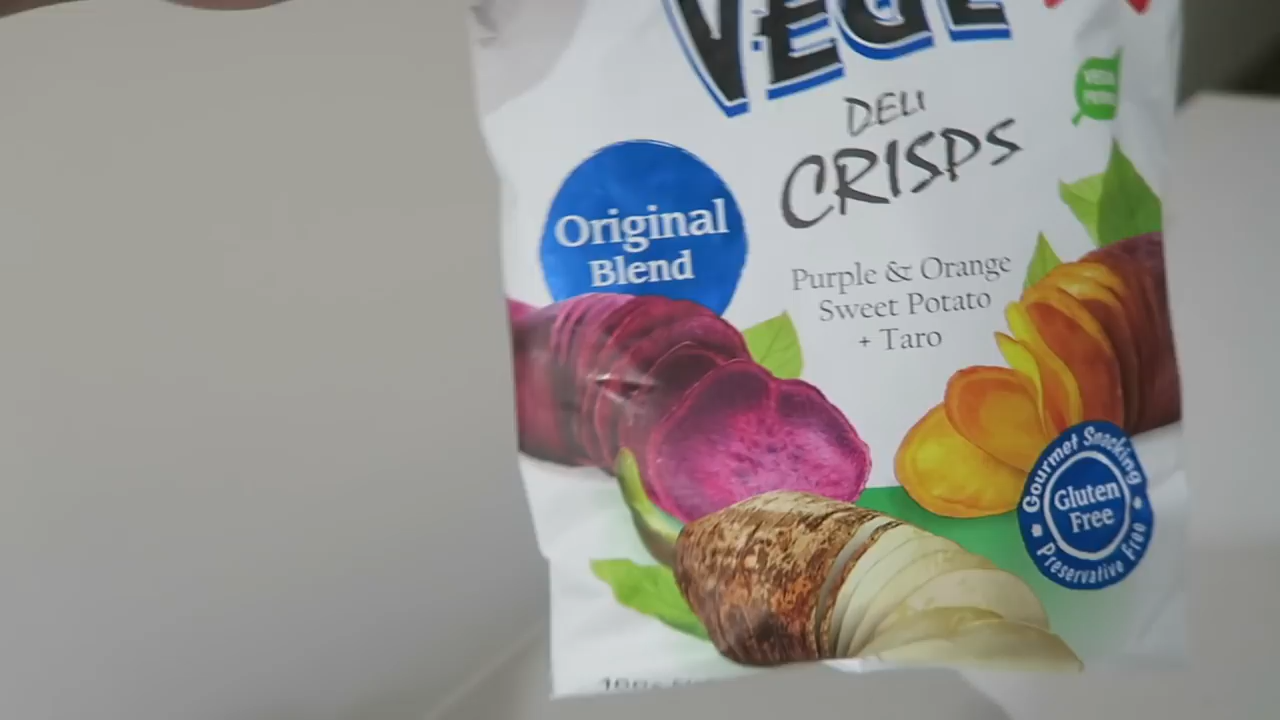 VEGE
DELI
CRISPS
Original
Blend
Purple & Orange
Sweet Potato
+ Taro
Gourmet Snacking
Gluten
Free
Preservative Free